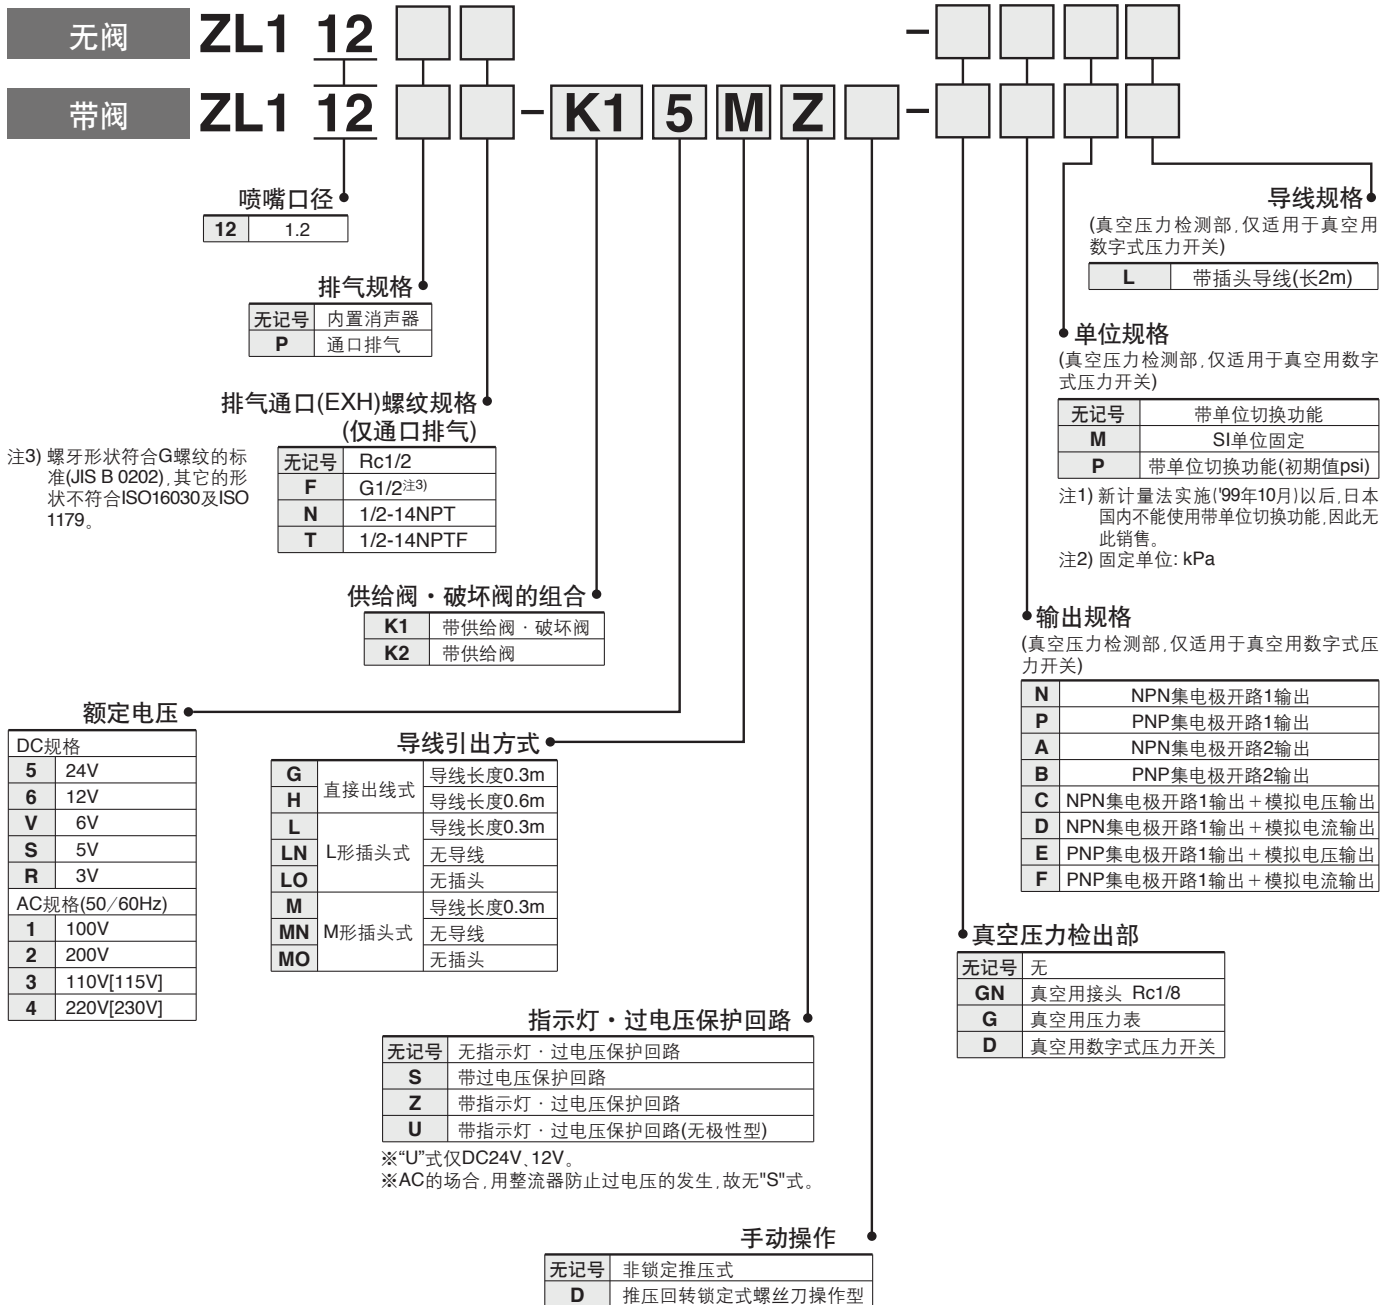 无阀 ZL1 12 －
带阀 ZL1 12 －K1 5 M Z －
喷嘴口径
12 1.2
排气规格
无记号 内置消声器
P 通口排气
排气通口(EXH)螺纹规格
(仅通口排气)
无记号 Rc1/2
F G1/2注3)
N 1/2-14NPT
T 1/2-14NPTF
注3) 螺牙形状符合G螺纹的标
准(JIS B 0202),其它的形
状不符合ISO16030及ISO
1179。
供给阀・破坏阀的组合
K1 带供给阀・破坏阀
K2 带供给阀
额定电压
DC规格
5 24V
6 12V
V 6V
S 5V
R 3V
AC规格(50/60Hz)
1 100V
2 200V
3 110V[115V]
4 220V[230V]
导线引出方式
G 直接出线式 导线长度0.3m
H 导线长度0.6m
L L形插头式 导线长度0.3m
LN 无导线
LO 无插头
M M形插头式 导线长度0.3m
MN 无导线
MO 无插头
指示灯・过电压保护回路
无记号 无指示灯・过电压保护回路
S 带过电压保护回路
Z 带指示灯・过电压保护回路
U 带指示灯・过电压保护回路(无极性型)
※“U”式仅DC24V、12V。
※AC的场合,用整流器防止过电压的发生,故无"S"式。
手动操作
无记号 非锁定推压式
D 推压回转锁定式螺丝刀操作型
导线规格
(真空压力检测部,仅适用于真空用
数字式压力开关)
L 带插头导线(长2m)
单位规格
(真空压力检测部,仅适用于真空用数字
式压力开关)
无记号 带单位切换功能
M SI单位固定
P 带单位切换功能(初期值psi)
注1) 新计量法实施('99年10月)以后,日本
国内不能使用带单位切换功能,因此无
此销售。
注2) 固定单位: kPa
输出规格
(真空压力检测部,仅适用于真空用数字式压
力开关)
N NPN集电极开路1输出
P PNP集电极开路1输出
A NPN集电极开路2输出
B PNP集电极开路2输出
C NPN集电极开路1输出＋模拟电压输出
D NPN集电极开路1输出＋模拟电流输出
E PNP集电极开路1输出＋模拟电压输出
F PNP集电极开路1输出＋模拟电流输出
真空压力检出部
无记号 无
GN 真空用接头 Rc1/8
G 真空用压力表
D 真空用数字式压力开关